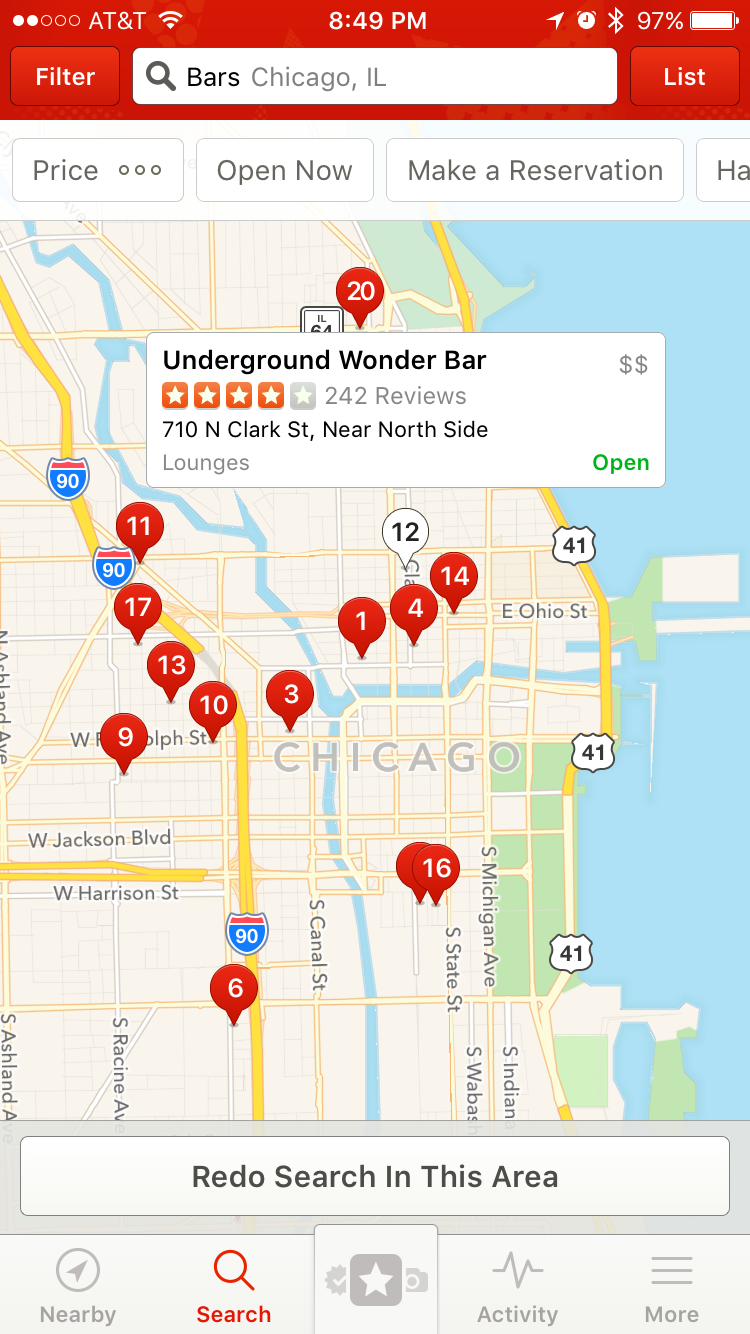 AT&T 8:49 PM 97%
Filter Bars Chicago, IL List
Price Open Now Make a Reservation Ha
20
IL
64
Underground Wonder Bar $$
242 Reviews
710 N Clark St, Near North Side
Lounges Open
90
11
12
41
90
14
17
1
4
E Ohio St
N Ashland Ave
13
10
3
9
W R olph St
CHICAGO
41
W Jackson Blvd
16
W Harrison St
S Michigan Ave
S Canal St
S State St
90
41
6
S Ashland Ave
S Racine Av
S Wabash
S Indiana
Redo Search In This Area
Nearby Search Activity More